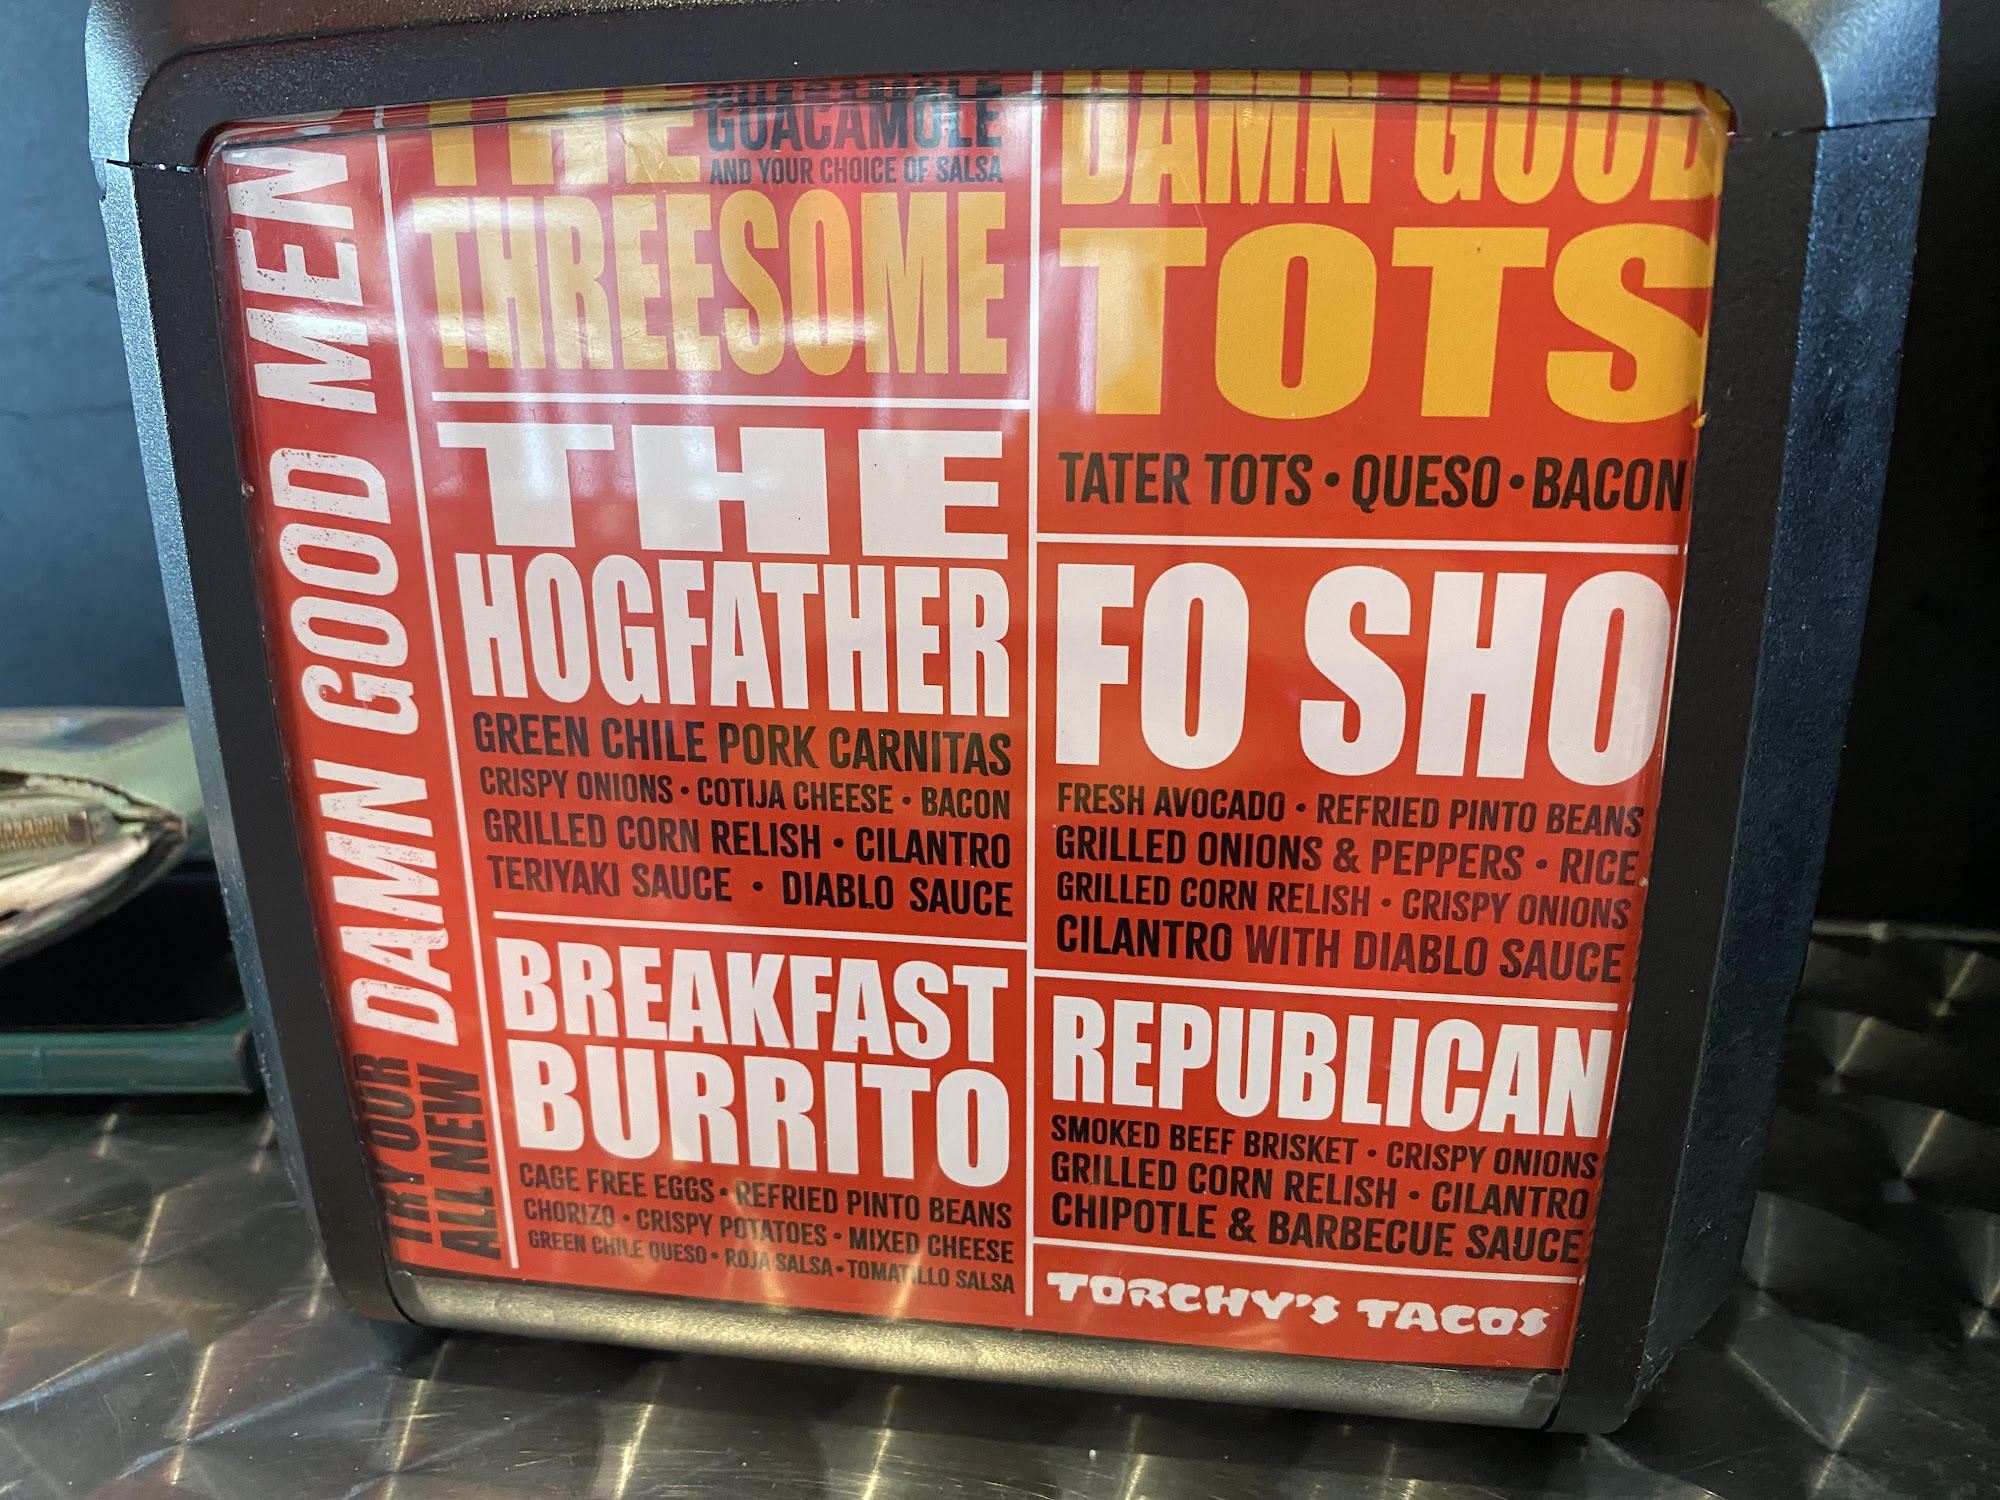 DAMN GOOD MEN
TRY OUR
ALL NEW
THE
GUACAMOLE
AND YOUR CHOICE OF SALSA
THREESOME
THE
HOGFATHER
GREEN CHILE PORK CARNITAS
CRISPY ONIONS • COTIJA CHEESE • BACON
GRILLED CORN RELISH • CILANTRO
TERIYAKI SAUCE • DIABLO SAUCE
BREAKFAST
BURRITO
CAGE FREE EGGS • REFRIED PINTO BEANS
CHORIZO • CRISPY POTATOES • MIXED CHEESE
GREEN CHILE QUESO • ROJA SALSA • TOMATILLO SALSA
DAMN GOOD
TOTS
TATER TOTS • QUESO • BACON
FO SHO
FRESH AVOCADO • REFRIED PINTO BEANS
GRILLED ONIONS & PEPPERS • RICE
GRILLED CORN RELISH • CRISPY ONIONS
CILANTRO WITH DIABLO SAUCE
REPUBLICAN
SMOKED BEEF BRISKET • CRISPY ONIONS
GRILLED CORN RELISH • CILANTRO
CHIPOTLE & BARBECUE SAUCE
TORCHY'S TACOS